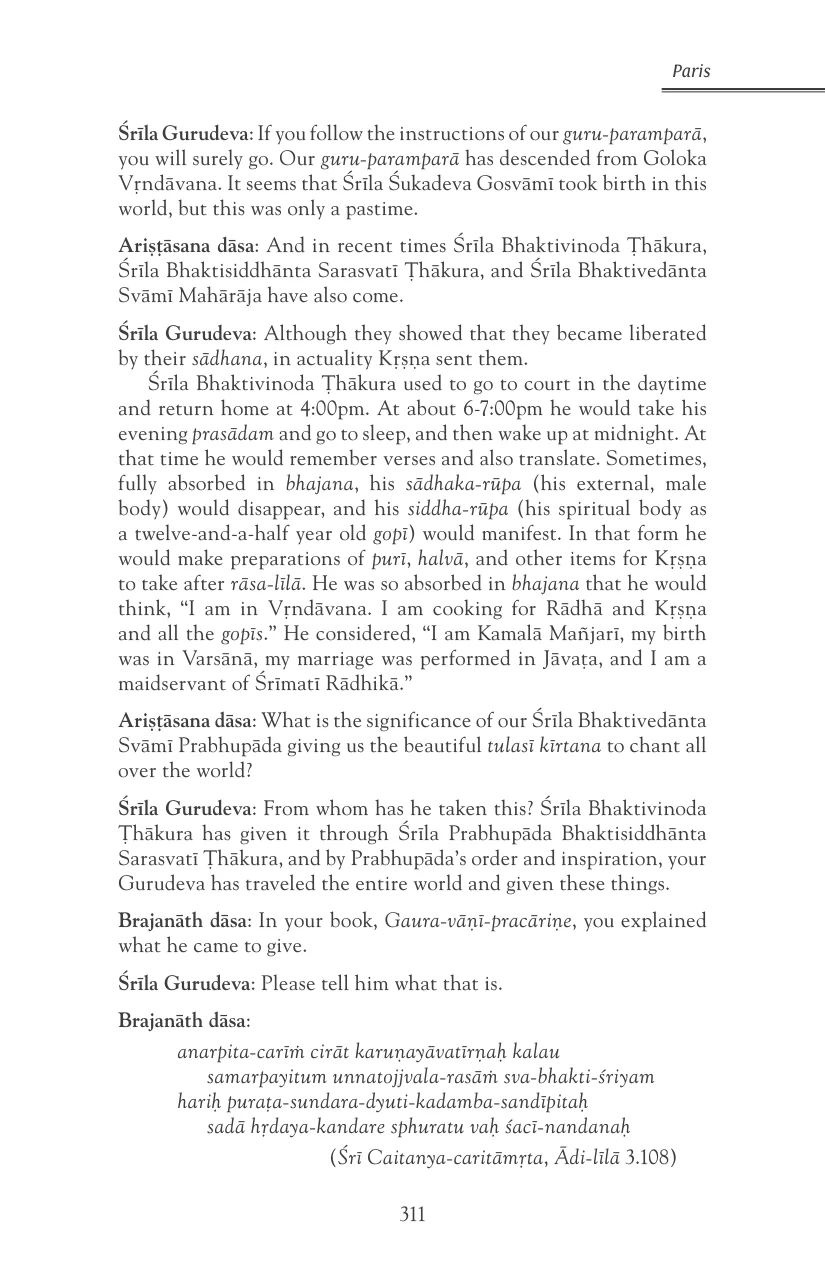 Paris
Śrīla Gurudeva: If you follow the instructions of our guru-paramparā,
you will surely go. Our guru-paramparā has descended from Goloka
Vṛndāvana. It seems that Śrīla Śukadeva Gosvāmī took birth in this
world, but this was only a pastime.
Ariṣṭāsana dāsa: And in recent times Śrīla Bhaktivinoda Ṭhākura,
Śrīla Bhaktisiddhānta Sarasvatī Ṭhākura, and Śrīla Bhaktivedānta
Svāmī Mahārāja have also come.
Śrīla Gurudeva: Although they showed that they became liberated
by their sādhana, in actuality Kṛṣṇa sent them.
Śrīla Bhaktivinoda Ṭhākura used to go to court in the daytime
and return home at 4:00pm. At about 6-7:00pm he would take his
evening prasādam and go to sleep, and then wake up at midnight. At
that time he would remember verses and also translate. Sometimes,
fully absorbed in bhajana, his sādhaka-rūpa (his external, male
body) would disappear, and his siddha-rūpa (his spiritual body as
a twelve-and-a-half year old gopī) would manifest. In that form he
would make preparations of purī, halvā, and other items for Kṛṣṇa
to take after rāsa-līlā. He was so absorbed in bhajana that he would
think, “I am in Vṛndāvana. I am cooking for Rādhā and Kṛṣṇa
and all the gopīs.” He considered, “I am Kamalā Mañjarī, my birth
was in Varsānā, my marriage was performed in Jāvaṭa, and I am a
maidservant of Śrīmatī Rādhikā.”
Ariṣṭāsana dāsa: What is the significance of our Śrīla Bhaktivedānta
Svāmī Prabhupāda giving us the beautiful tulasī kīrtana to chant all
over the world?
Śrīla Gurudeva: From whom has he taken this? Śrīla Bhaktivinoda
Ṭhākura has given it through Śrīla Prabhupāda Bhaktisiddhānta
Sarasvatī Ṭhākura, and by Prabhupāda’s order and inspiration, your
Gurudeva has traveled the entire world and given these things.
Brajanāth dāsa: In your book, Gaura-vāṇī-pracāriṇe, you explained
what he came to give.
Śrīla Gurudeva: Please tell him what that is.
Brajanāth dāsa:
anarpita-carīṁ cirāt karuṇayāvatīrṇaḥ kalau
samarpayitum unnatojjvala-rasāṁ sva-bhakti-śriyam
hariḥ puraṭa-sundara-dyuti-kadamba-sandīpitaḥ
sadā hṛdaya-kandare sphuratu vaḥ śacī-nandanaḥ
(Śrī Caitanya-caritāmṛta, Ādi-līlā 3.108)
311